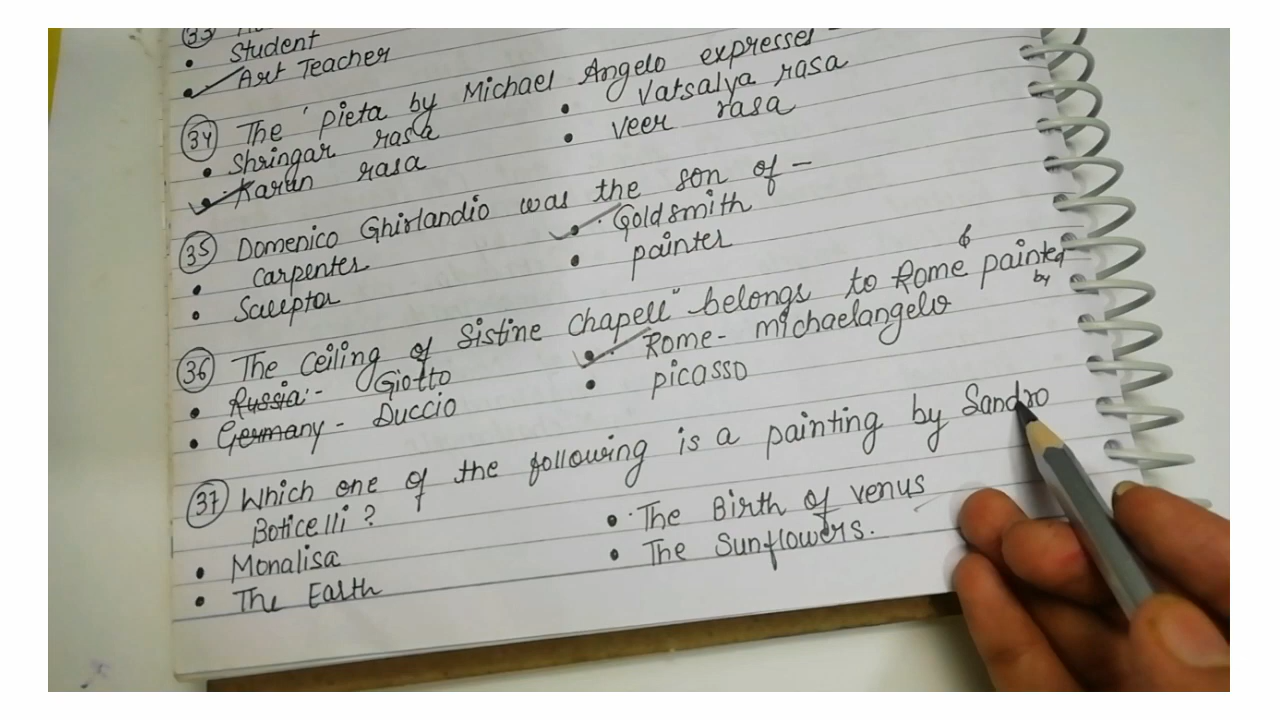 33
Student
Art Teacher
34 The 'Pieta by Michael Angelo expresses -
Shringar rasa
Vatsalya rasa
Karun rasa
Veer rasa
35 Domenico Ghirlandio was the son of -
Carpenter
Goldsmith
Sculptor
painter
36 The Ceiling of Sistine Chapell" belongs to Rome & painted by
Russia - Giotto
Rome - michaelangelo
Germany - Duccio
picasso
37 Which one of the following is a painting by Sandro
Boticelli ?
Monalisa
The Birth of venus
The Earth
The Sunflowers.